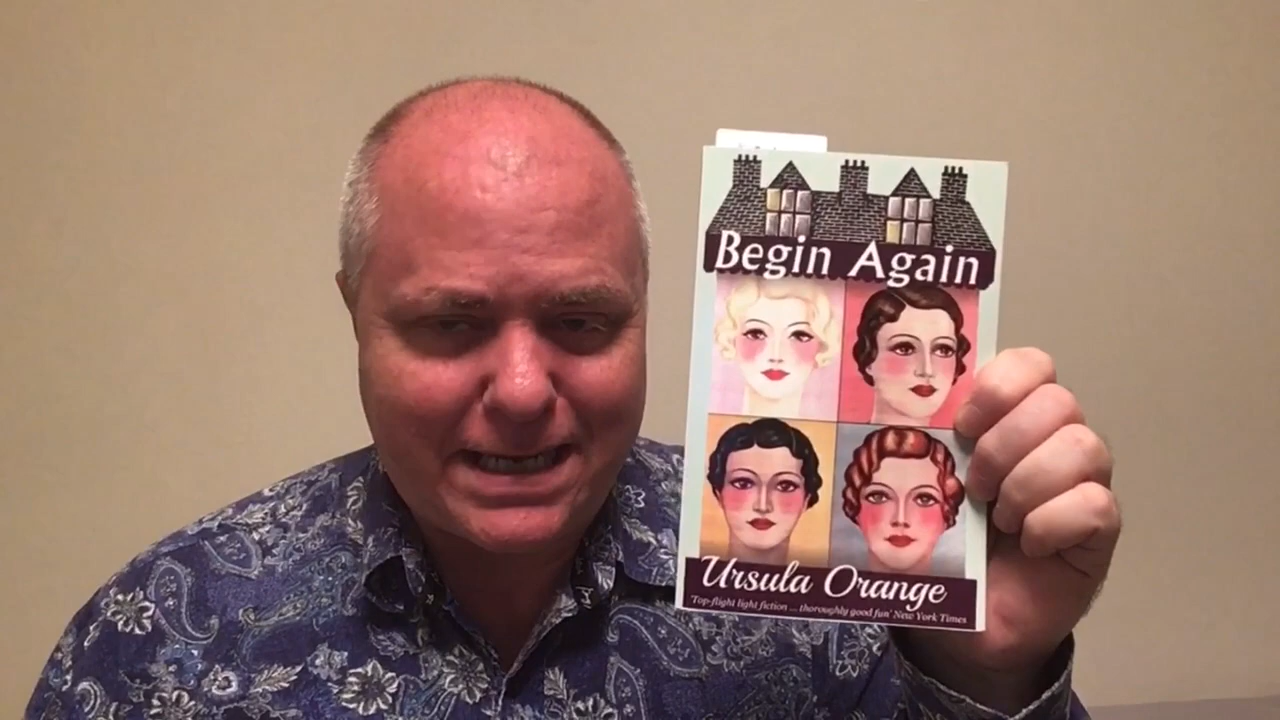 Begin Again
Ursula Orange
'Top-flight light fiction ... thoroughly good fun' New York Times